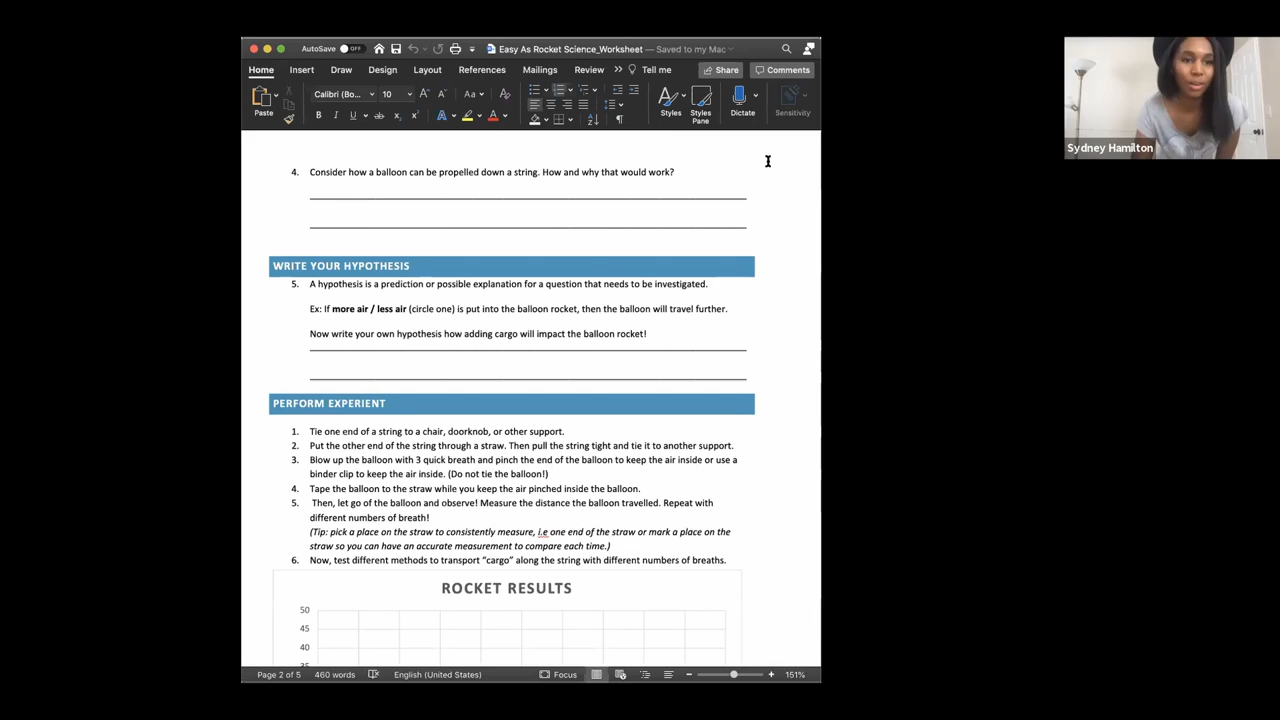 AutoSave OFF Easy As Rocket Science_Worksheet — Saved to my Mac
Home Insert Draw Design Layout References Mailings Review Tell me Share Comments
Calibri (Bo... 10
Paste Styles Styles Pane Dictate Sensitivity
4. Consider how a balloon can be propelled down a string. How and why that would work?
WRITE YOUR HYPOTHESIS
5. A hypothesis is a prediction or possible explanation for a question that needs to be investigated.
Ex: If more air / less air (circle one) is put into the balloon rocket, then the balloon will travel further.
Now write your own hypothesis how adding cargo will impact the balloon rocket!
PERFORM EXPERIENT
1. Tie one end of a string to a chair, doorknob, or other support.
2. Put the other end of the string through a straw. Then pull the string tight and tie it to another support.
3. Blow up the balloon with 3 quick breath and pinch the end of the balloon to keep the air inside or use a
binder clip to keep the air inside. (Do not tie the balloon!)
4. Tape the balloon to the straw while you keep the air pinched inside the balloon.
5. Then, let go of the balloon and observe! Measure the distance the balloon travelled. Repeat with
different numbers of breath!
(Tip: pick a place on the straw to consistently measure, i.e one end of the straw or mark a place on the
straw so you can have an accurate measurement to compare each time.)
6. Now, test different methods to transport “cargo” along the string with different numbers of breaths.
ROCKET RESULTS
50
45
40
Page 2 of 5 460 words English (United States) Focus 151%
Sydney Hamilton